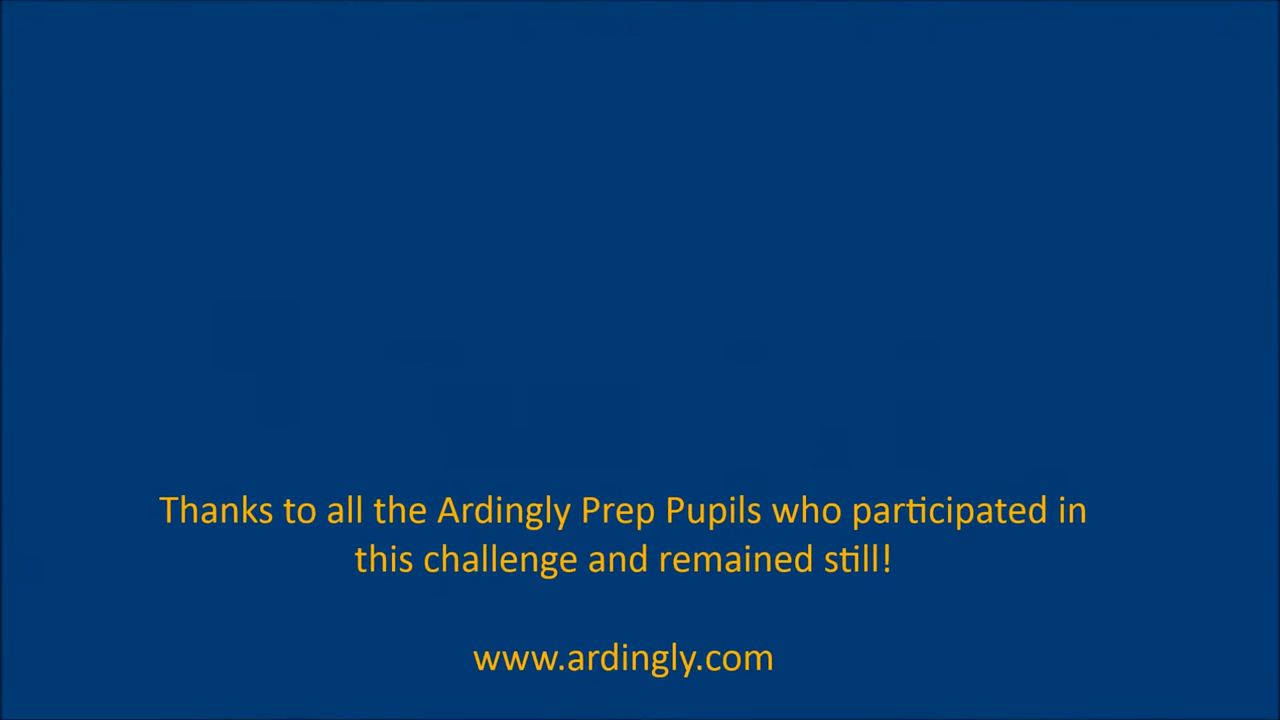 Thanks to all the Ardingly Prep Pupils who participated in
this challenge and remained still!
www.ardingly.com